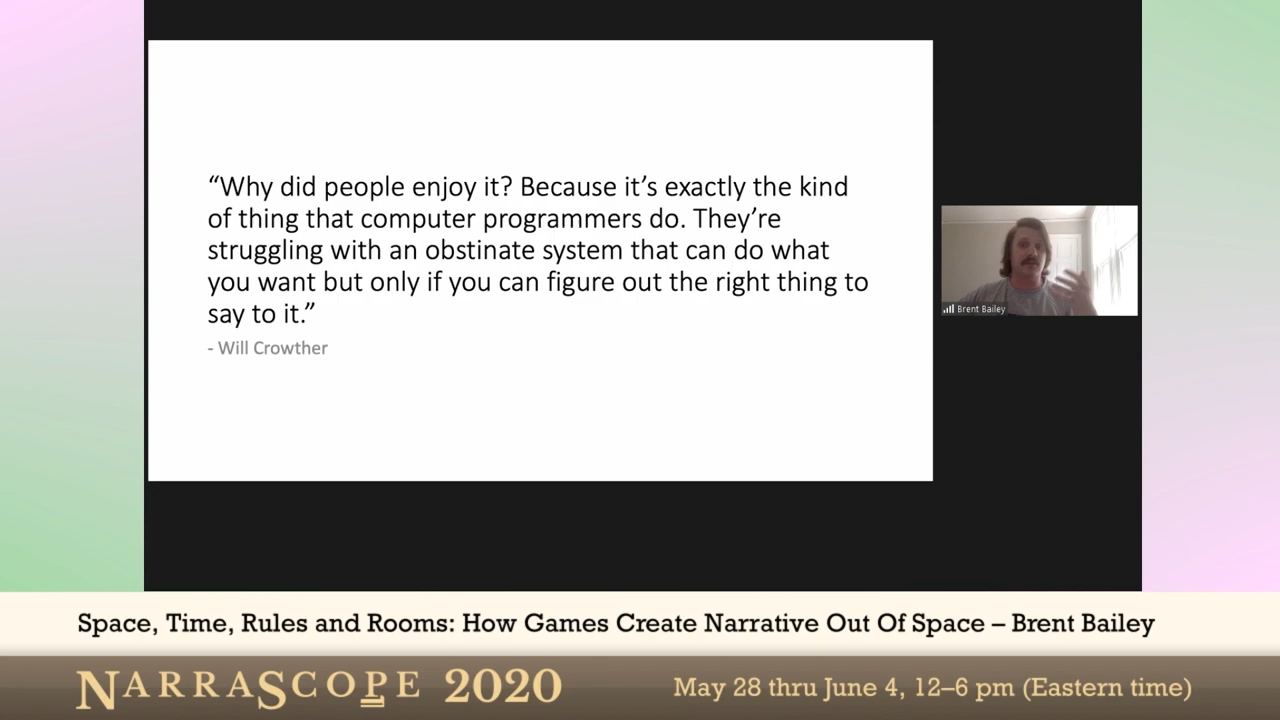 “Why did people enjoy it? Because it’s exactly the kind
of thing that computer programmers do. They’re
struggling with an obstinate system that can do what
you want but only if you can figure out the right thing to
say to it.”
- Will Crowther
Brent Bailey
Space, Time, Rules and Rooms: How Games Create Narrative Out Of Space – Brent Bailey
NARRASCOPE 2020
May 28 thru June 4, 12–6 pm (Eastern time)